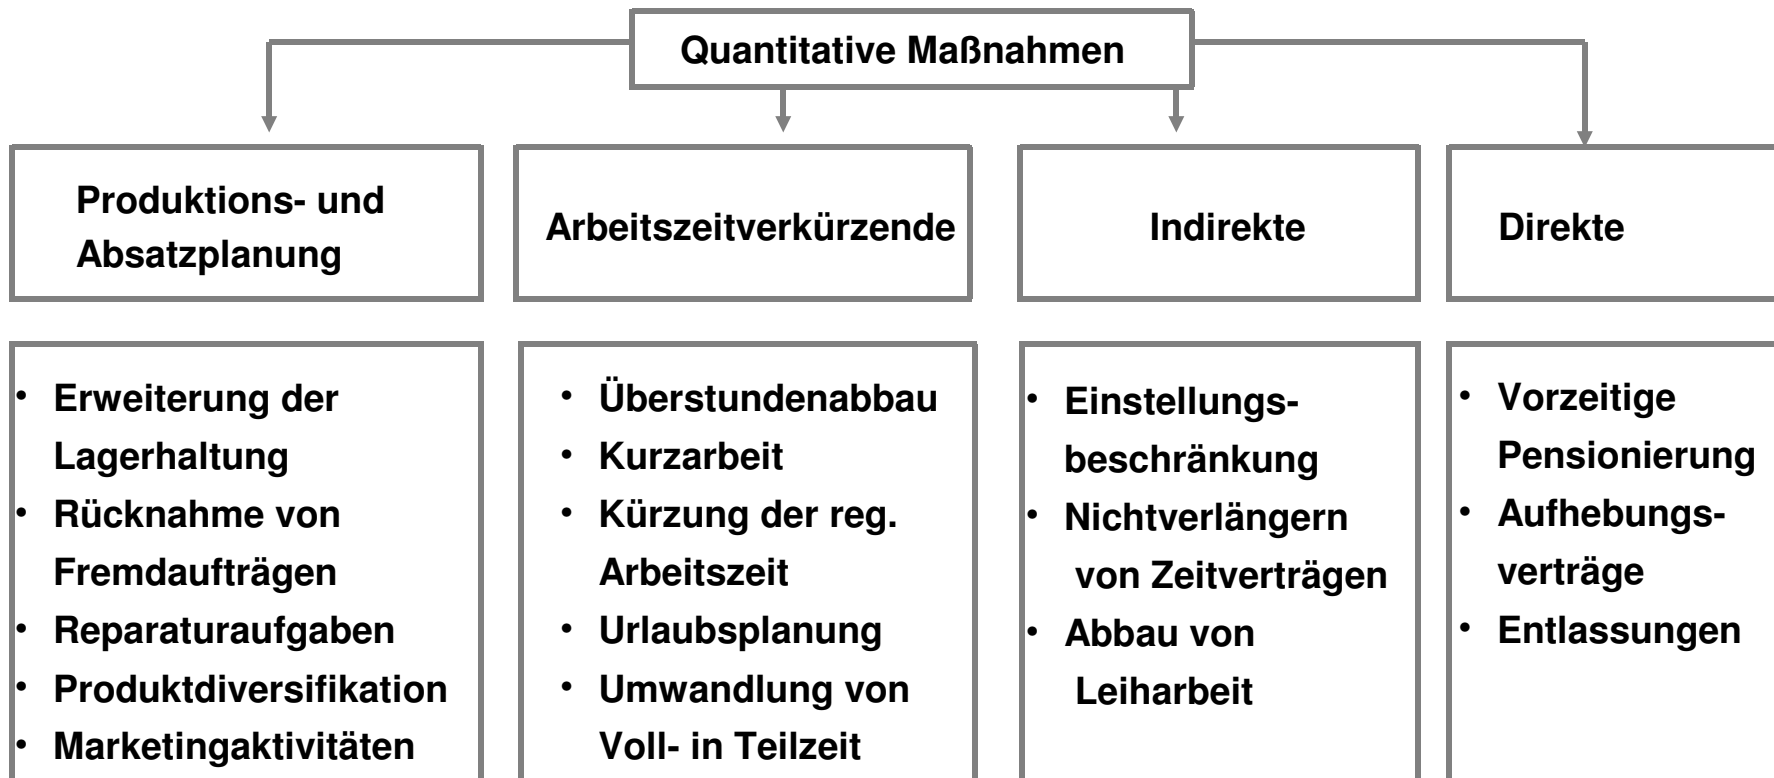 Quantitative Maßnahmen
Produktions- und
Absatzplanung
Arbeitszeitverkürzende
Indirekte
Direkte
• Erweiterung der
Lagerhaltung
• Rücknahme von
Fremdaufträgen
• Reparaturaufgaben
• Produktdiversifikation
• Marketingaktivitäten
• Überstundenabbau
• Kurzarbeit
• Kürzung der reg.
Arbeitszeit
• Urlaubsplanung
• Umwandlung von
Voll- in Teilzeit
• Einstellungs-
beschränkung
• Nichtverlängern
von Zeitverträgen
• Abbau von
Leiharbeit
• Vorzeitige
Pensionierung
• Aufhebungs-
verträge
• Entlassungen